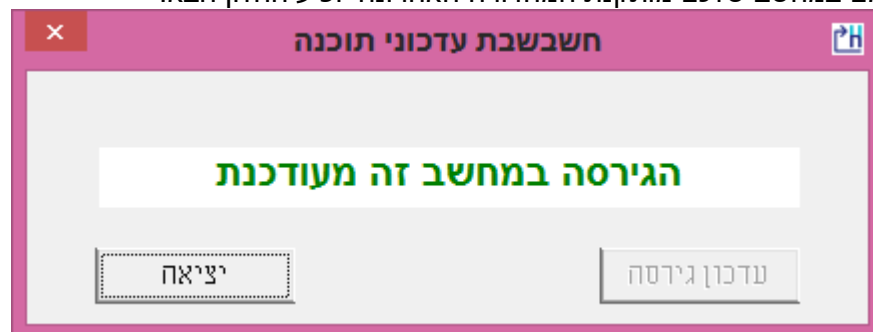 חשבשבת עדכוני תוכנה
הגירסה במחשב זה מעודכנת
עדכון גירסה
יציאה